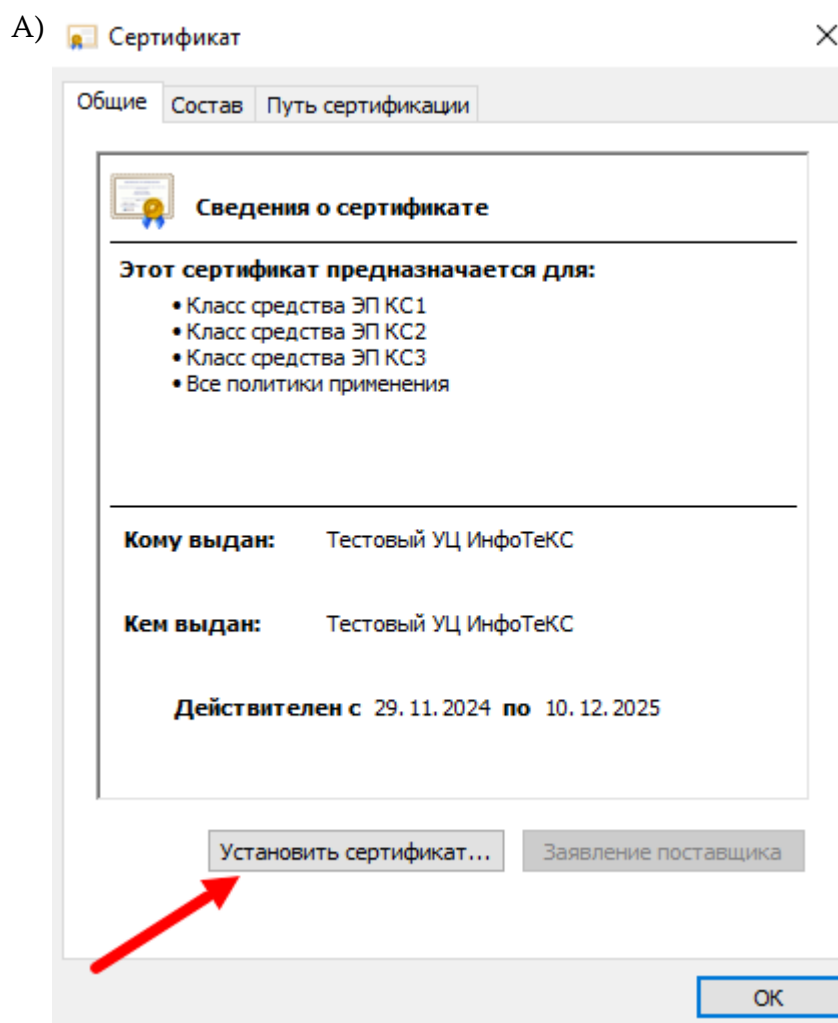 А)
Сертификат
Общие Состав Путь сертификации
Сведения о сертификате
Этот сертификат предназначается для:
• Класс средства ЭП КС1
• Класс средства ЭП КС2
• Класс средства ЭП КС3
• Все политики применения
Кому выдан: Тестовый УЦ ИнфоТеКС
Кем выдан: Тестовый УЦ ИнфоТеКС
Действителен с 29.11.2024 по 10.12.2025
Установить сертификат... Заявление поставщика
ОК